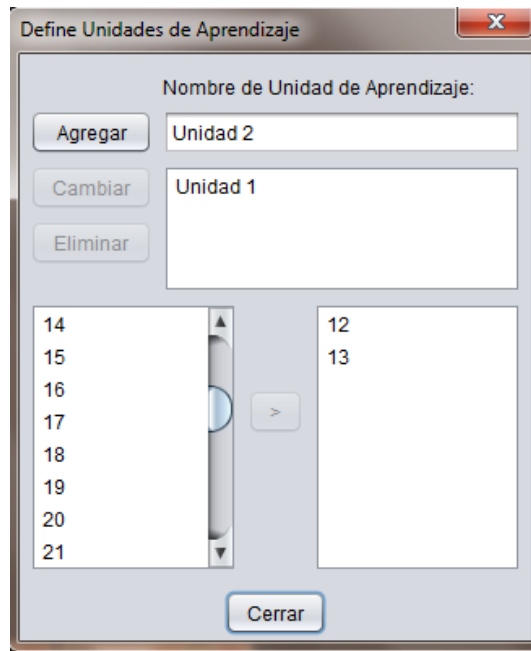 Define Unidades de Aprendizaje
Nombre de Unidad de Aprendizaje:
Agregar
Unidad 2
Cambiar
Unidad 1
Eliminar
14
15
16
17
18
19
20
21
>
12
13
Cerrar